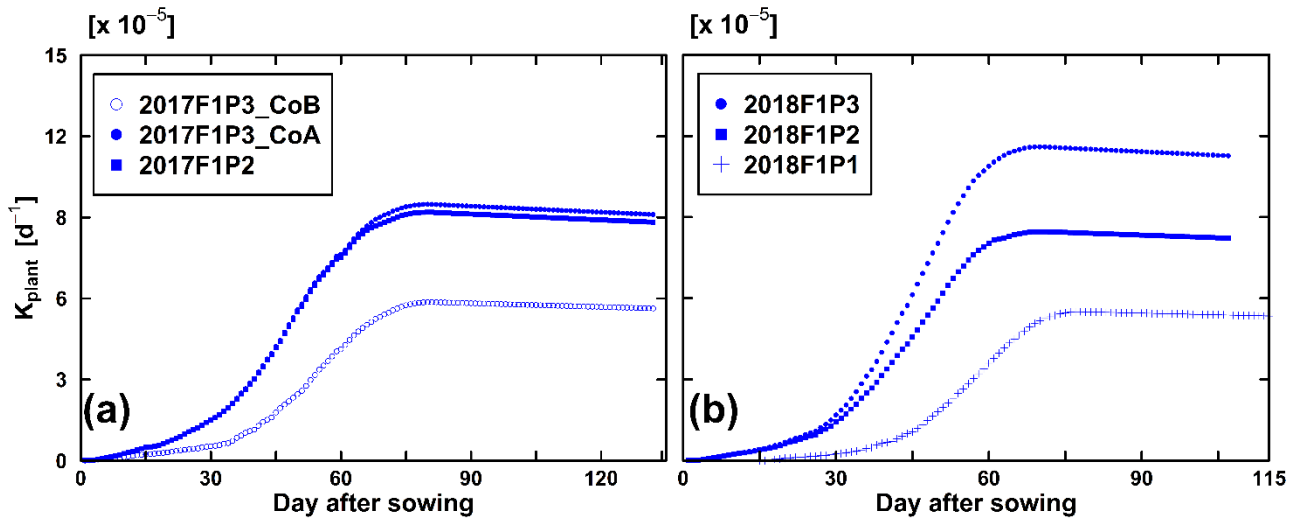 [x 10⁻⁵]
15
12
8
6
3
0
K_plant [d⁻¹]
2017F1P3_CoB
2017F1P3_CoA
2017F1P2
(a)
0 30 60 90 120
Day after sowing
[x 10⁻⁵]
2018F1P3
2018F1P2
2018F1P1
(b)
0 30 60 90 115
Day after sowing